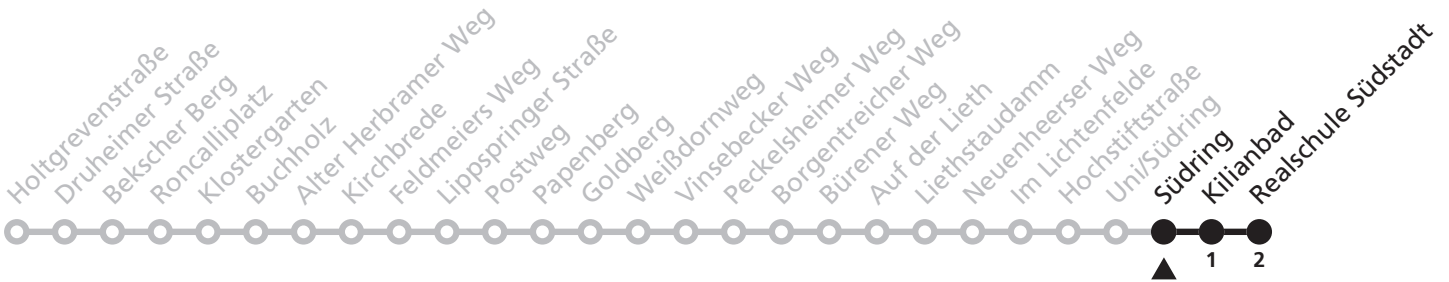 Holtgrevenstraße
Druheimer Straße
Bekscher Berg
Roncalliplatz
Klostergarten
Buchholz
Alter Herbramer Weg
Kirchbrede
Feldmeiers Weg
Lippspringer Straße
Postweg
Papenberg
Goldberg
Weißdornweg
Vinsebecker Weg
Peckelsheimer Weg
Borgentreicher Weg
Bürener Weg
Auf der Lieth
Liethstaudamm
Neuenheerser Weg
Im Lichtenfelde
Hochstiftstraße
Uni/Südring
Südring
Kilianbad
Realschule Südstadt
1
2